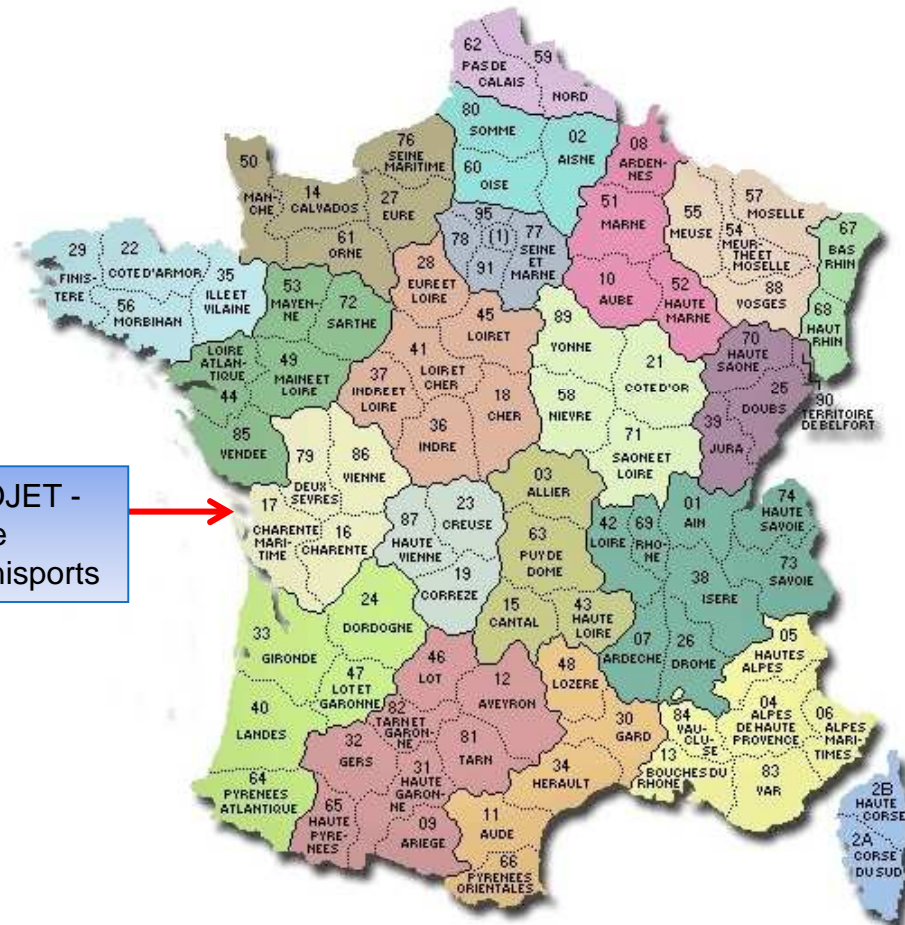 62
PAS DE
CALAIS
59
NORD
80
SOMME
02
AISNE
60
OISE
08
ARDEN-
NES
76
SEINE
MARITIME
50
MAN-
CHE
14
CALVADOS
27
EURE
61
ORNE
95
(1)
78
91
77
SEINE
ET
MARNE
51
MARNE
10
AUBE
52
HAUTE
MARNE
55
MEUSE
54
MEUR-
THE ET
MOSELLE
57
MOSELLE
88
VOSGES
67
BAS
RHIN
68
HAUT
RHIN
29
FINIS-
TERE
22
COTE D'ARMOR
56
MORBIHAN
35
ILLE ET
VILAINE
53
MAYEN-
NE
72
SARTHE
28
EURE ET
LOIRE
45
LOIRET
89
YONNE
21
COTE D'OR
70
HAUTE
SAONE
LOIRE
ATLAN-
TIQUE
44
49
MAINE ET
LOIRE
37
INDRE ET
LOIRE
41
LOIR ET
CHER
18
CHER
58
NIEVRE
25
DOUBS
90
TERRITOIRE
DE BELFORT
39
JURA
85
VENDEE
36
INDRE
71
SAONE ET
LOIRE
79
DEUX
SEVRES
86
VIENNE
OJET -
e
nisports
17
CHARENTE
MARI-
TIME
16
CHARENTE
87
HAUTE
VIENNE
23
CREUSE
03
ALLIER
42
LOIRE
69
RHO-
NE
01
AIN
74
HAUTE
SAVOIE
63
PUY DE
DOME
73
SAVOIE
19
CORREZE
38
ISERE
24
DORDOGNE
15
CANTAL
43
HAUTE
LOIRE
07
ARDECHE
26
DROME
05
HAUTES
ALPES
33
GIRONDE
46
LOT
48
LOZERE
47
LOT ET
GARONNE
12
AVEYRON
40
LANDES
82
TARN ET
GARON-
NE
81
TARN
30
GARD
84
VAU-
CLU-
SE
04
ALPES
DE HAUTE
PROVENCE
06
ALPES
MARI-
TIMES
32
GERS
31
HAUTE
GARON-
NE
34
HERAULT
13
BOUCHES DU
RHONE
83
VAR
64
PYRENEES
ATLANTIQUE
65
HAUTE
PYRE-
NEES
09
ARIEGE
11
AUDE
66
PYRENEES
ORIENTALES
2B
HAUTE
CORSE
2A
CORSE
DU SUD